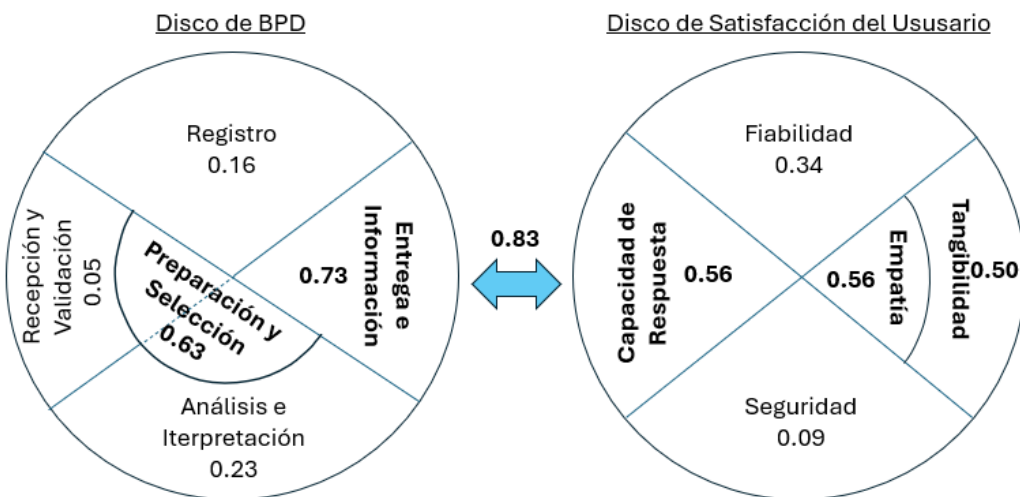 Disco de BPD
Registro
0.16
Recepción y
Validación
0.05
Preparación y
Selección
0.63
Entrega e
Información
0.73
Análisis e
Iterpretación
0.23
0.83
Disco de Satisfacción del Ususario
Fiabilidad
0.34
Capacidad de
Respuesta
0.56
0.56
Empatía
Tangibilidad
0.50
Seguridad
0.09